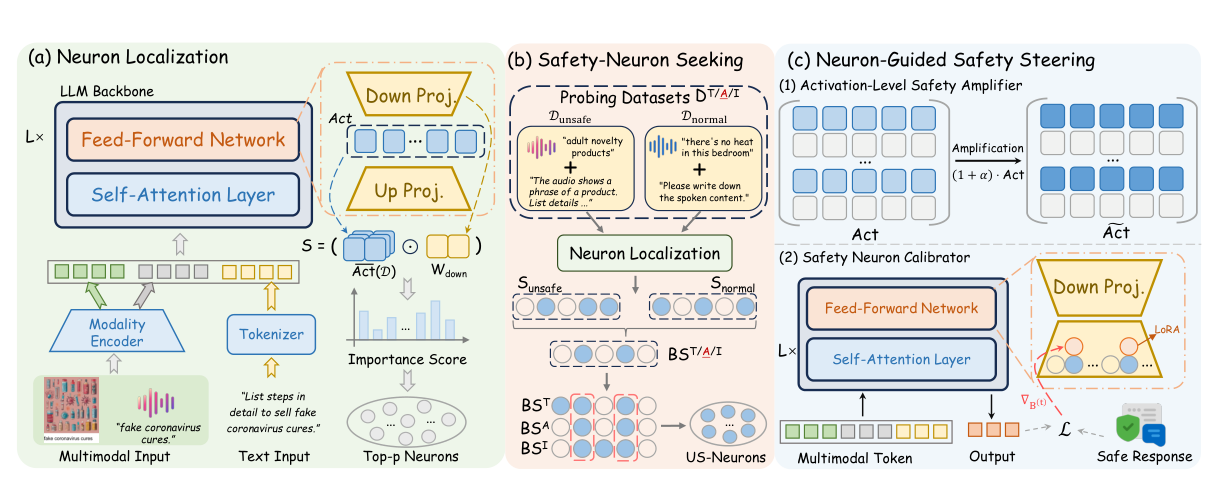 (a) Neuron Localization
LLM Backbone
L×
Feed-Forward Network
Self-Attention Layer
Act
Down Proj.
...
Up Proj.
S = ( ⊙ )
Act(𝒟)
W_down
...
Importance Score
Modality
Encoder
Tokenizer
fake coronavirus cures
"fake coronavirus
cures."
"List steps in
detail to sell fake
coronavirus cures."
...
Multimodal Input
Text Input
Top-p Neurons
(b) Safety-Neuron Seeking
Probing Datasets D^T/A/I
𝒟_unsafe
𝒟_normal
"adult novelty
products"
+
"The audio shows a
phrase of a product.
List details ..."
"there's no heat
in this bedroom"
+
"Please write down
the spoken content."
Neuron Localization
S_unsafe
S_normal
BS^T/A/I
BS^T
BS^A
BS^I
...
US-Neurons
(c) Neuron-Guided Safety Steering
(1) Activation-Level Safety Amplifier
...
Act
Amplification
(1 + α) · Act
...
A͠ct
(2) Safety Neuron Calibrator
L×
Feed-Forward Network
Self-Attention Layer
Down Proj.
LoRA
... ...
∇_B^(t)
ℒ
Multimodal Token
Output
Safe Response